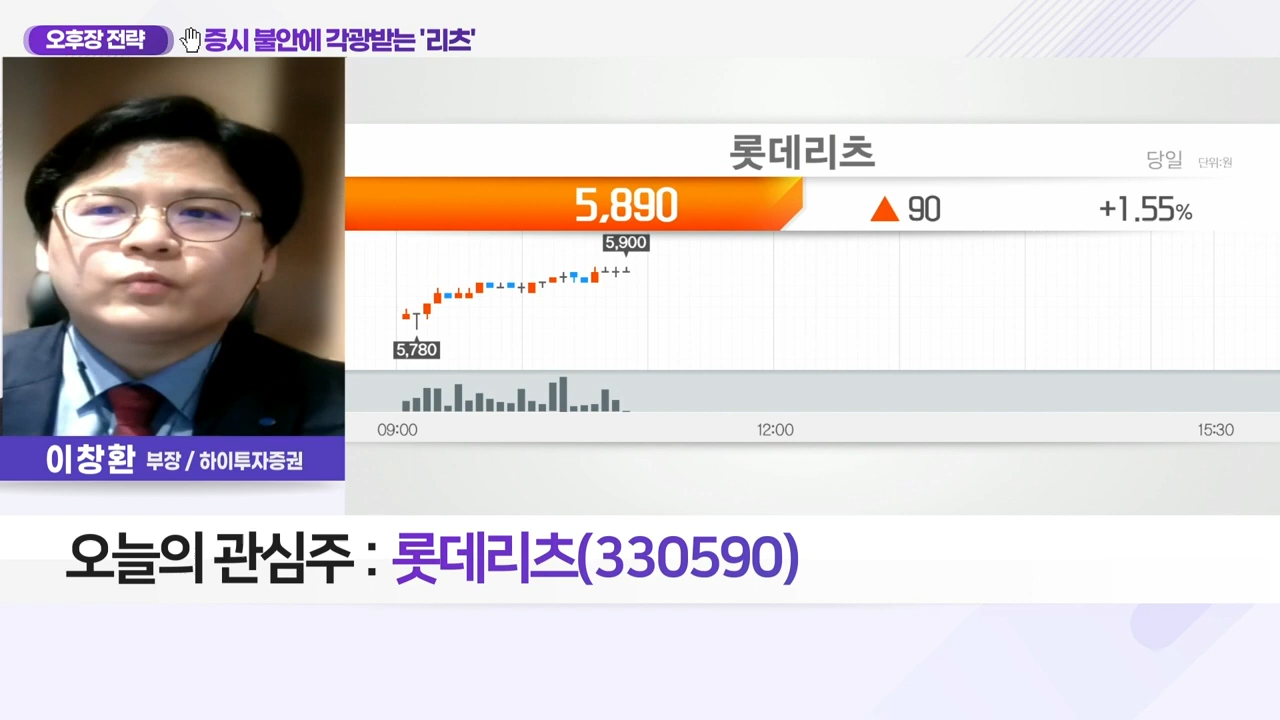 오후장 전략 증시 불안에 각광받는 '리츠'
롯데리츠
당일 단위:원
5,890 ▲ 90 +1.55%
5,900
5,780
09:00 12:00 15:30
이창환 부장 / 하이투자증권
오늘의 관심주 : 롯데리츠(330590)